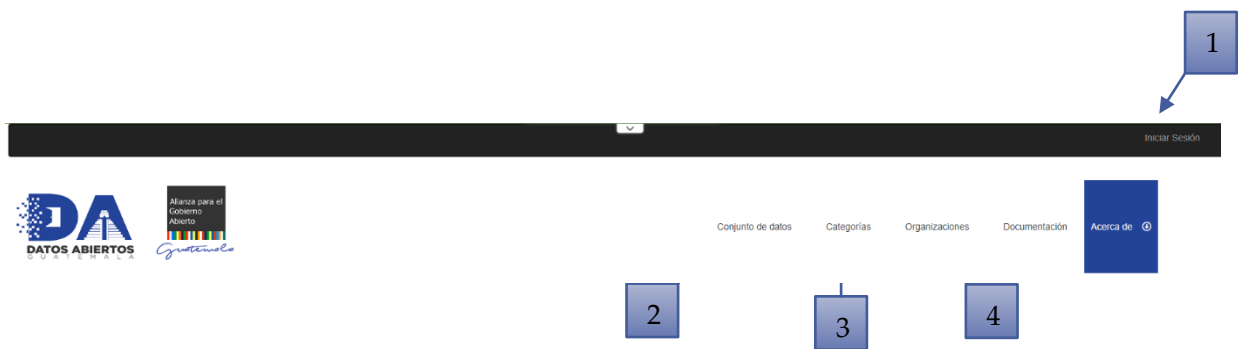 1
Iniciar Sesión
Alianza para el
Gobierno
Abierto
Guatemala
DATOS ABIERTOS
GUATEMALA
Conjunto de datos Categorías Organizaciones Documentación Acerca de
2 3 4